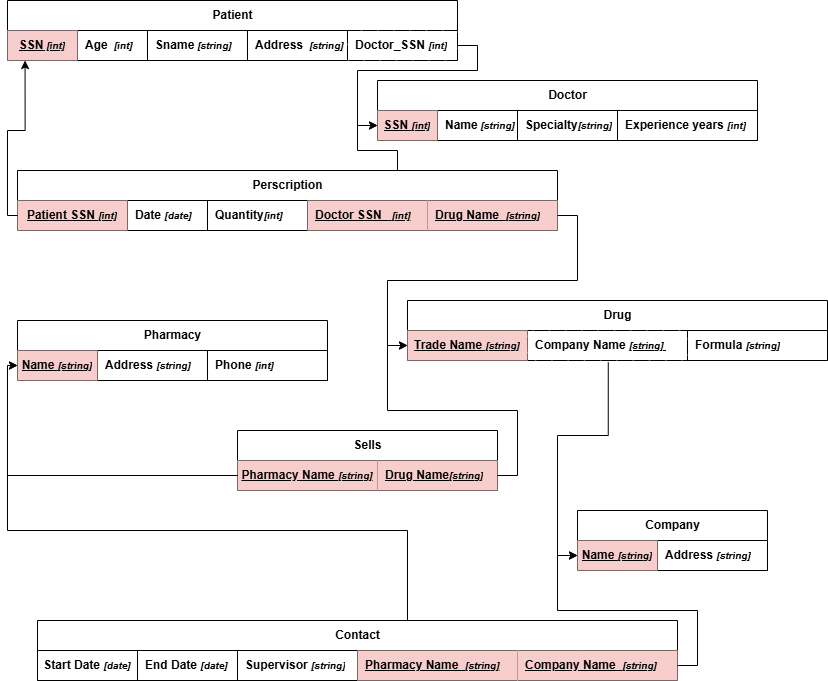 Patient
SSN [int] Age [int] Sname [string] Address [string] Doctor_SSN [int]
Doctor
SSN [int] Name [string] Specialty[string] Experience years [int]
Perscription
Patient SSN [int] Date [date] Quantity[int] Doctor SSN [int] Drug Name [string]
Drug
Trade Name [string] Company Name [string] Formula [string]
Pharmacy
Name [string] Address [string] Phone [int]
Sells
Pharmacy Name [string] Drug Name[string]
Company
Name [string] Address [string]
Contact
Start Date [date] End Date [date] Supervisor [string] Pharmacy Name [string] Company Name [string]